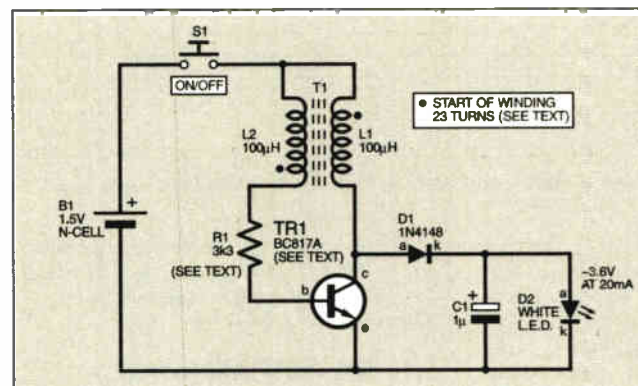 S1
ON/OFF
T1
START OF WINDING
23 TURNS (SEE TEXT)
L2
100μH
L1
100μH
B1
1.5V
N-CELL
+
R1
3k3
(SEE TEXT)
TR1
BC817A
(SEE TEXT)
b
c
e
D1
1N4148
a
k
+
C1
1μ
D2
WHITE
L.E.D.
a
k
~3.6V
AT 20mA